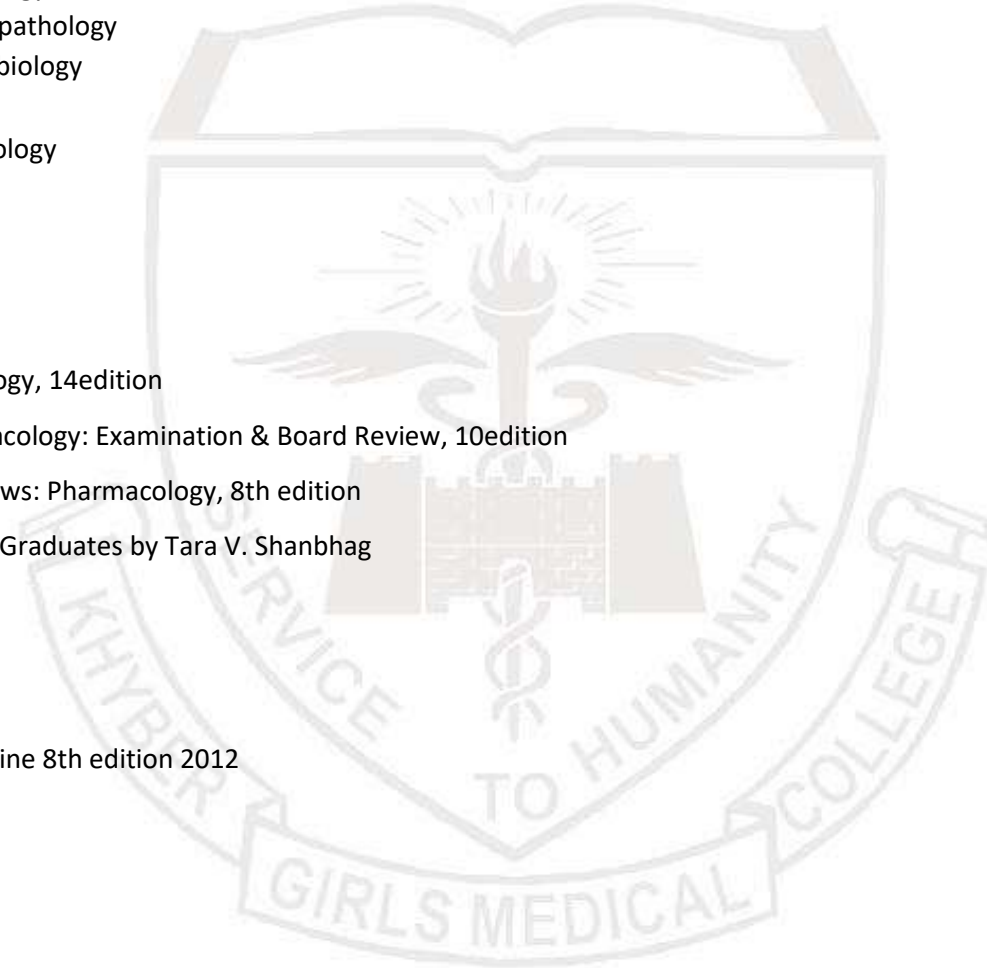 pathology
biology
ology
ogy, 14edition
acology: Examination & Board Review, 10edition
ws: Pharmacology, 8th edition
Graduates by Tara V. Shanbhag
ine 8th edition 2012
SERVICE TO HUMANITY
KHYBER GIRLS MEDICAL COLLEGE